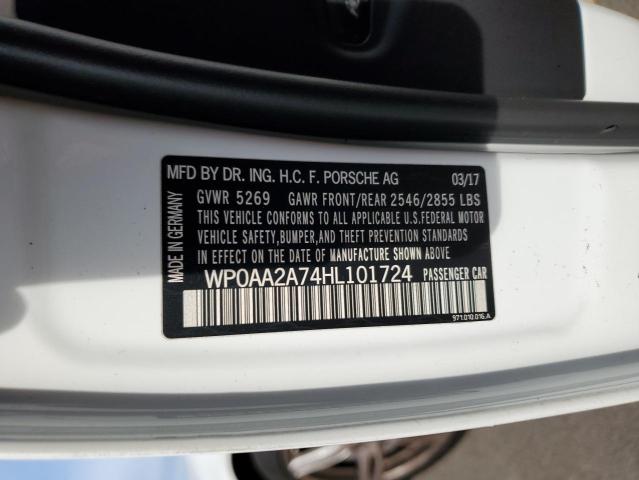 MFD BY DR. ING. H.C. F. PORSCHE AG 03/17
GVWR 5269 GAWR FRONT/REAR 2546/2855 LBS
THIS VEHICLE CONFORMS TO ALL APPLICABLE U.S.FEDERAL MOTOR
VEHICLE SAFETY,BUMPER,AND THEFT PREVENTION STANDARDS
IN EFFECT ON THE DATE OF MANUFACTURE SHOWN ABOVE
WP0AA2A74HL101724 PASSENGER CAR
971.010.016.A
MADE IN GERMANY